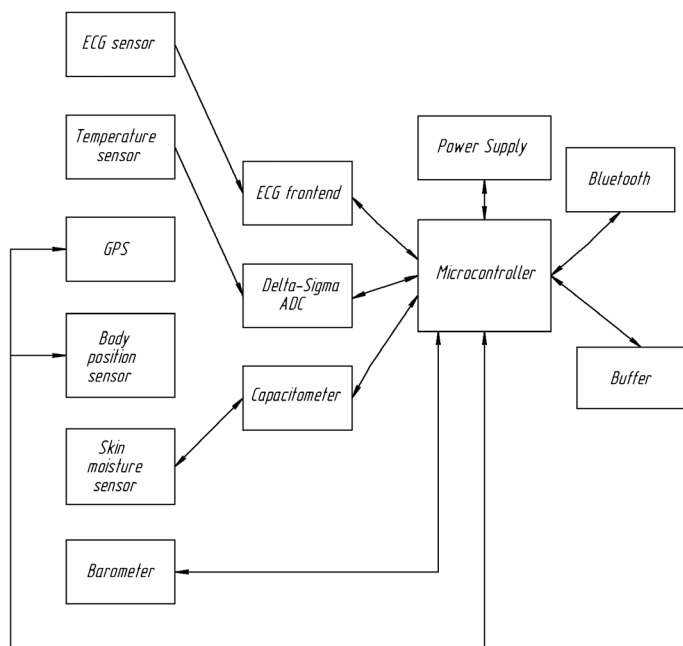 ECG sensor
Temperature
sensor
GPS
Body
position
sensor
Skin
moisture
sensor
Barometer
ECG frontend
Delta-Sigma
ADC
Capacitometer
Power Supply
Microcontroller
Bluetooth
Buffer